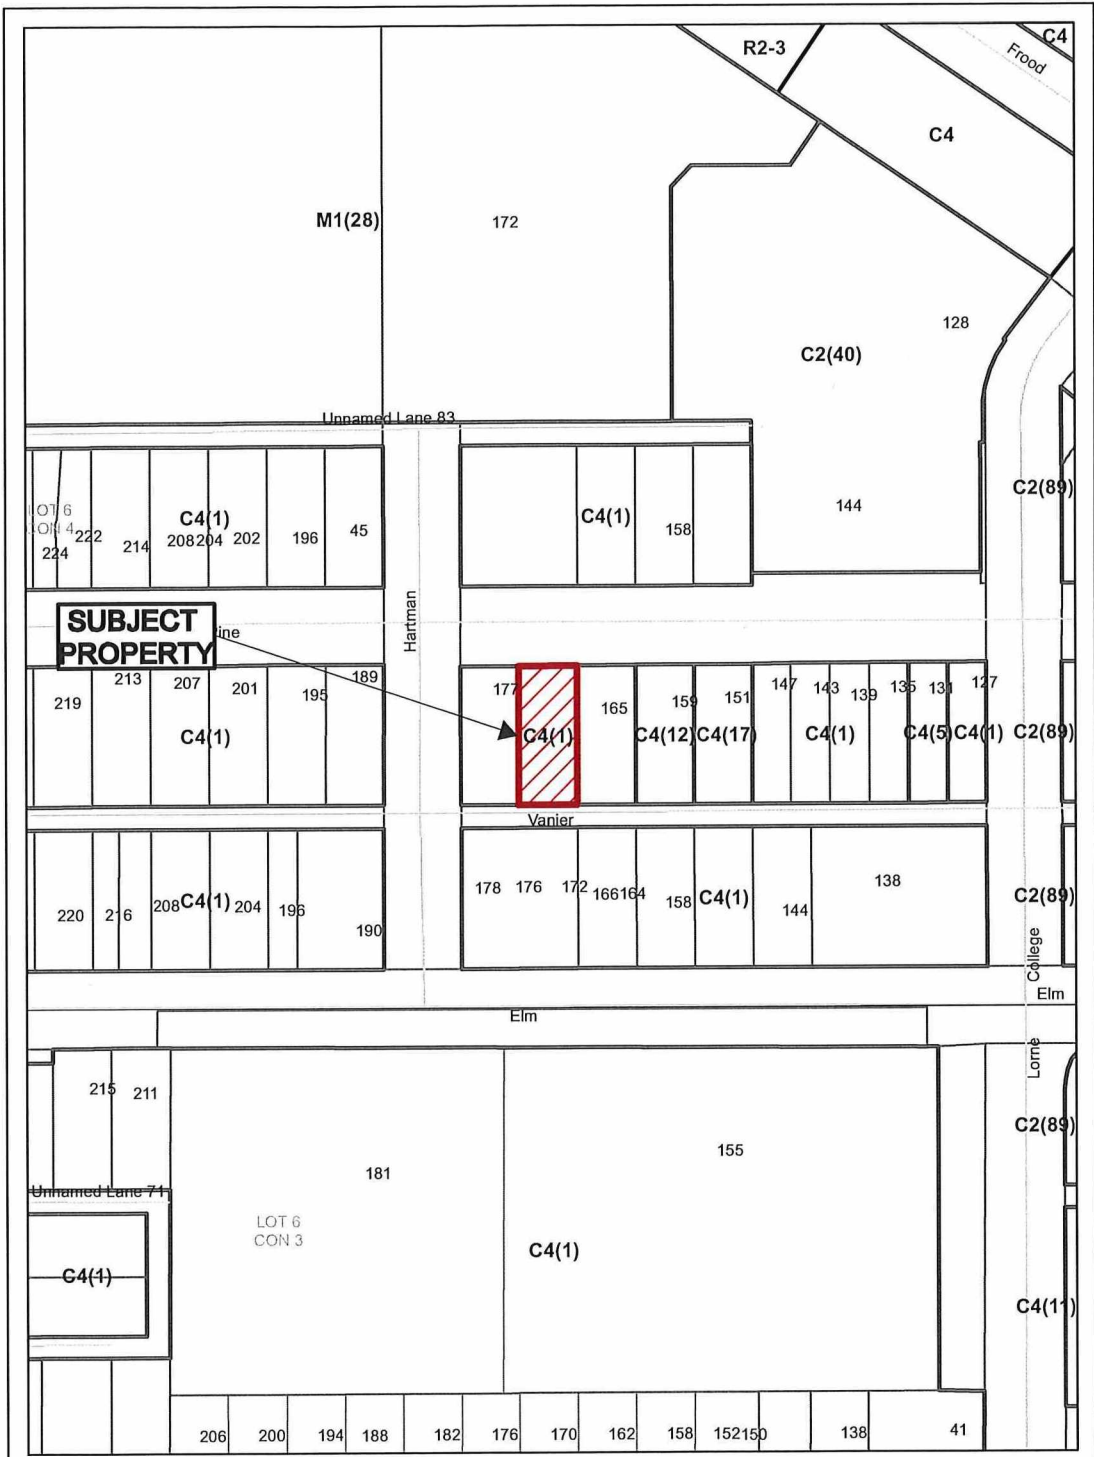 C4
R2-3
Frood
C4
M1(28)
172
128
C2(40)
Unnamed Lane 83
C2(89)
144
LOT 6
CON 4
C4(1)
C4(1)
224
222
214
208
204
202
196
45
158
SUBJECT
PROPERTY
ine
Hartman
219
213
207
201
195
189
177
165
159
151
147
143
139
135
131
127
C4(1)
C4(1)
C4(12)
C4(17)
C4(1)
C4(5)
C4(1)
C2(89)
Vanier
220
216
208
C4(1)
204
196
190
178
176
172
166
164
158
C4(1)
144
138
C2(89)
College
Elm
Elm
Lorne
215
211
C2(89)
181
155
Unnamed Lane 71
LOT 6
CON 3
C4(1)
C4(1)
C4(11)
206
200
194
188
182
176
170
162
158
152
150
138
41